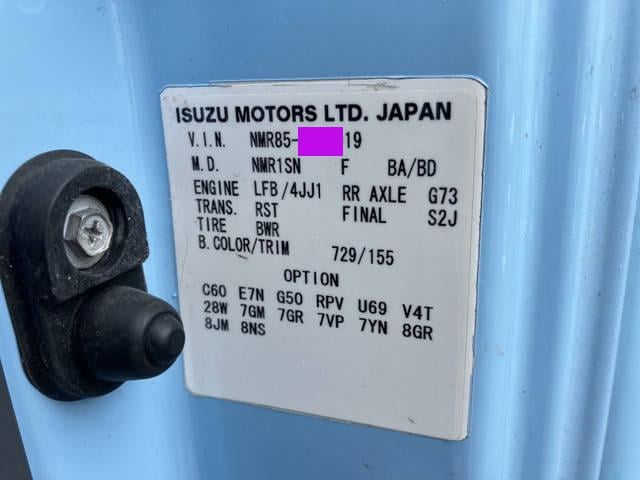 ISUZU MOTORS LTD. JAPAN
V.I.N. NMR85- 19
M.D. NMR1SN F BA/BD
ENGINE LFB/4JJ1 RR AXLE G73
TRANS. RST FINAL S2J
TIRE BWR
B.COLOR/TRIM 729/155
OPTION
C60 E7N G50 RPV U69 V4T
28W 7GM 7GR 7VP 7YN 8GR
8JM 8NS